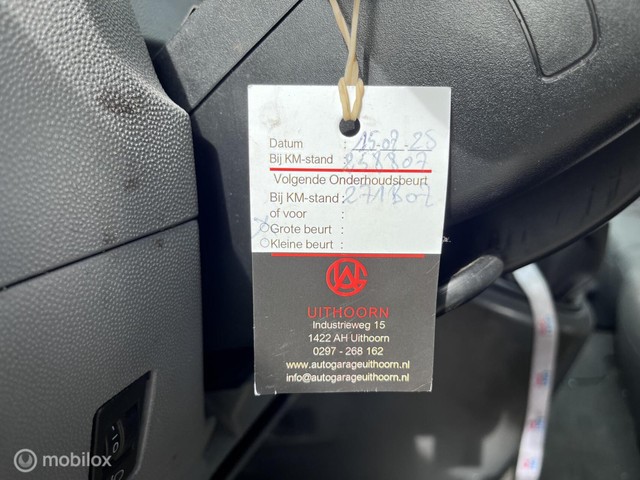 Datum : 15-07-25
Bij KM-stand 258807
Volgende Onderhoudsbeurt
Bij KM-stand : 271807
of voor :
Grote beurt :
Kleine beurt :
UITHOORN
Industrieweg 15
1422 AH Uithoorn
0297 - 268 162
www.autogarageuithoorn.nl
info@autogarageuithoorn.nl
mobilox